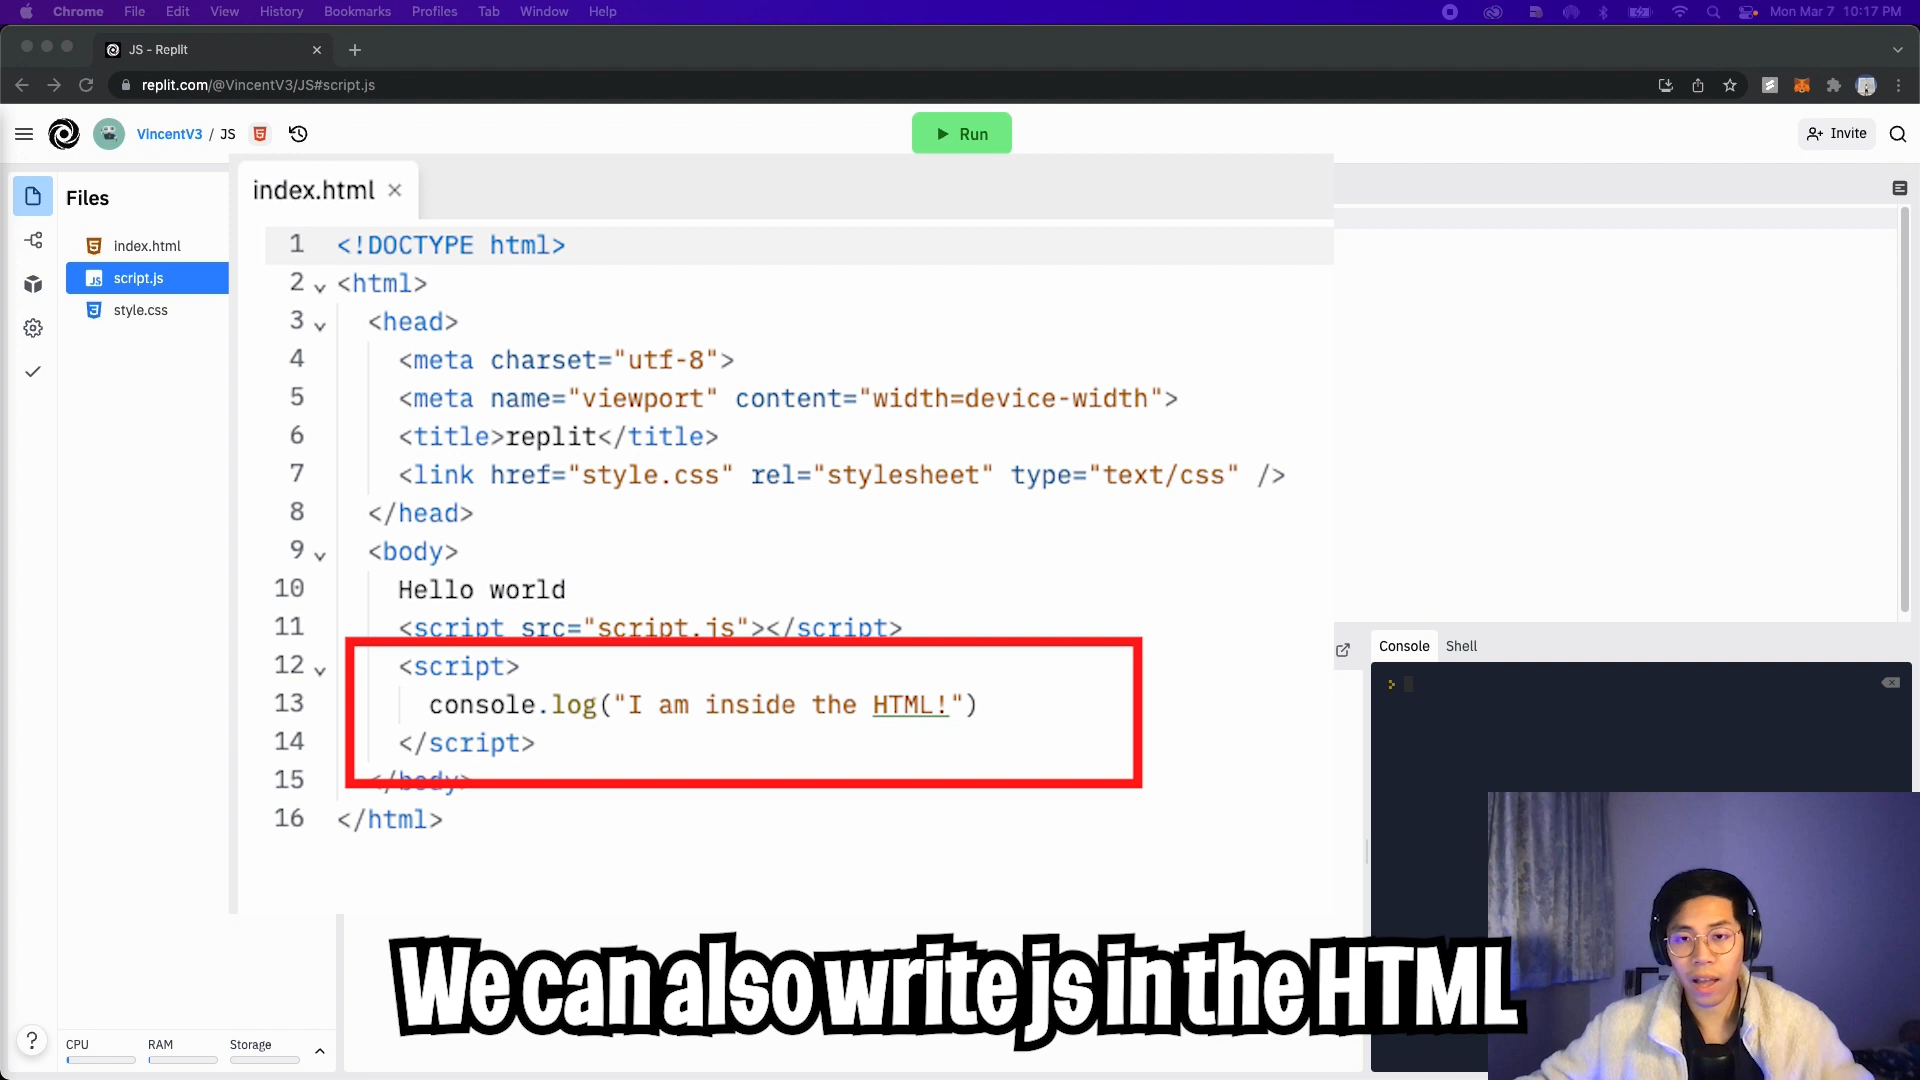 Chrome File Edit View History Bookmarks Profiles Tab Window Help Mon Mar 7 10:17 PM
JS - Replit
replit.com/@VincentV3/JS#script.js
VincentV3 / JS Run Invite
Files
index.html
script.js
style.css
index.html
1 <!DOCTYPE html>
2 <html>
3 <head>
4 <meta charset="utf-8">
5 <meta name="viewport" content="width=device-width">
6 <title>replit</title>
7 <link href="style.css" rel="stylesheet" type="text/css" />
8 </head>
9 <body>
10 Hello world
11 <script src="script.js"></script>
12 <script>
13 console.log("I am inside the HTML!")
14 </script>
15 </body>
16 </html>
Console Shell
We can also write js in the HTML
? CPU RAM Storage